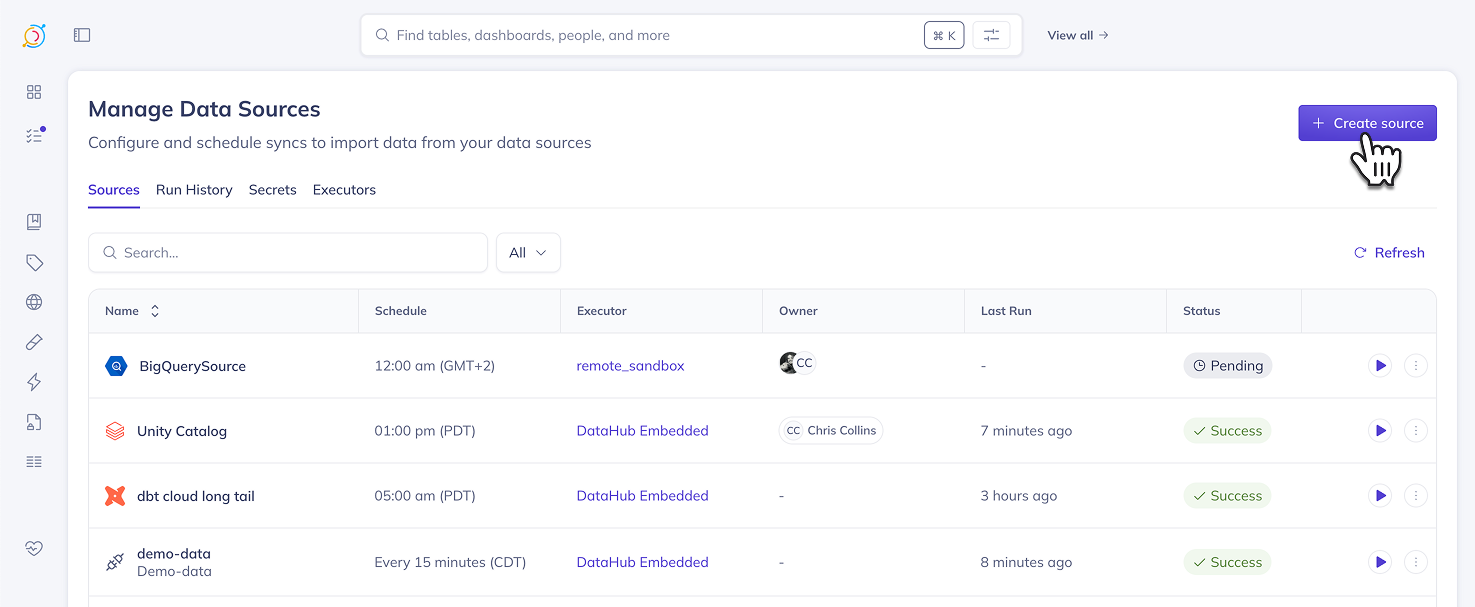 Find tables, dashboards, people, and more ⌘ K View all →
Manage Data Sources
+ Create source
Configure and schedule syncs to import data from your data sources
Sources Run History Secrets Executors
Search... All Refresh
Name Schedule Executor Owner Last Run Status
BigQuerySource 12:00 am (GMT+2) remote_sandbox CC - Pending
Unity Catalog 01:00 pm (PDT) DataHub Embedded CC Chris Collins 7 minutes ago Success
dbt cloud long tail 05:00 am (PDT) DataHub Embedded - 3 hours ago Success
demo-data
Demo-data
Every 15 minutes (CDT) DataHub Embedded - 8 minutes ago Success